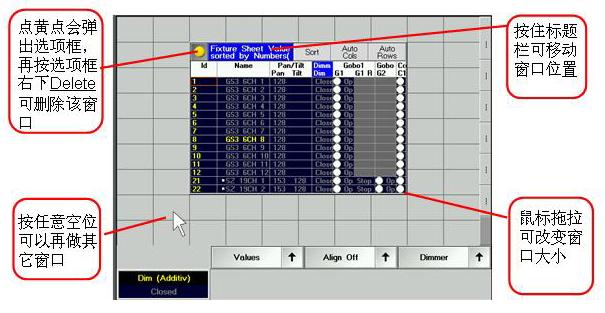 点黄点会弹
出选项框，
再按选项框
右下Delete
可删除该窗
口
按住标题
栏可移动
窗口位置
Fixture Sheet Value
sorted by Numbers(
Sort
Auto
Cols
Auto
Rows
Id Name Pan/Tilt Dimm Gobo1 Gobo Co
Pan Tilt Dim G1 G1 R G2 C1
1 GS3 6CH 1 128 Close Op
2 GS3 6CH 2 128 Close Op
3 GS3 6CH 3 128 Close Op
4 GS3 6CH 4 128 Close Op
5 GS3 6CH 5 128 Close Op
6 GS3 6CH 6 128 Close Op
7 GS3 6CH 7 128 Close Op
8 GS3 6CH 8 128 Close Op
9 GS3 6CH 9 128 Close Op
10 GS3 6CH 10 128 Close Op
11 GS3 6CH 11 128 Close Op
12 GS3 6CH 12 128 Close Op
21 •SZ 19CH 1 153 128 Close Op Stop Op
22 •SZ 19CH 2 153 128 Close Op Stop Op
按任意空位
可以再做其
它窗口
鼠标拖拉
可改变窗
口大小
Values
Align Off
Dimmer
Dim (Additiv)
Closed